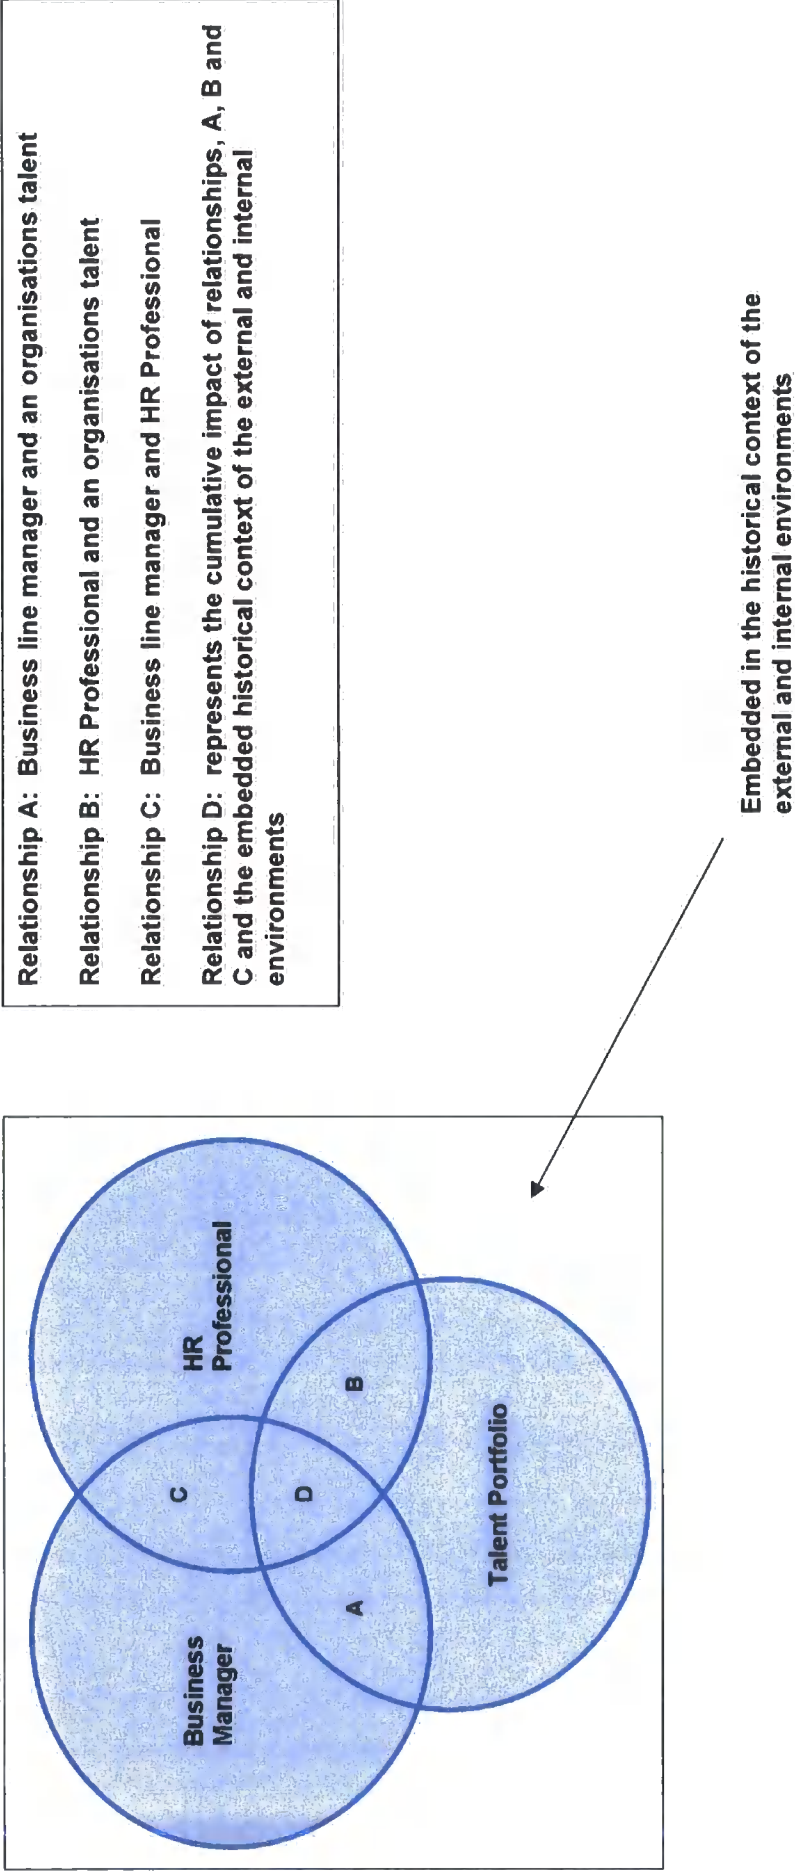 Business
Manager
HR
Professional
C
D
A
B
Talent Portfolio
Relationship A: Business line manager and an organisations talent
Relationship B: HR Professional and an organisations talent
Relationship C: Business line manager and HR Professional
Relationship D: represents the cumulative impact of relationships, A, B and
C and the embedded historical context of the external and internal
environments
Embedded in the historical context of the
external and internal environments